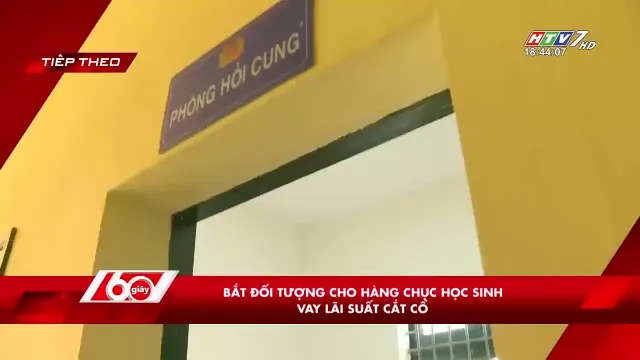 TIẾP THEO
HTV7 HD
18:44:07
PHÒNG HỎI CUNG
60 giây
BẮT ĐỐI TƯỢNG CHO HÀNG CHỤC HỌC SINH
VAY LÃI SUẤT CẮT CỔ